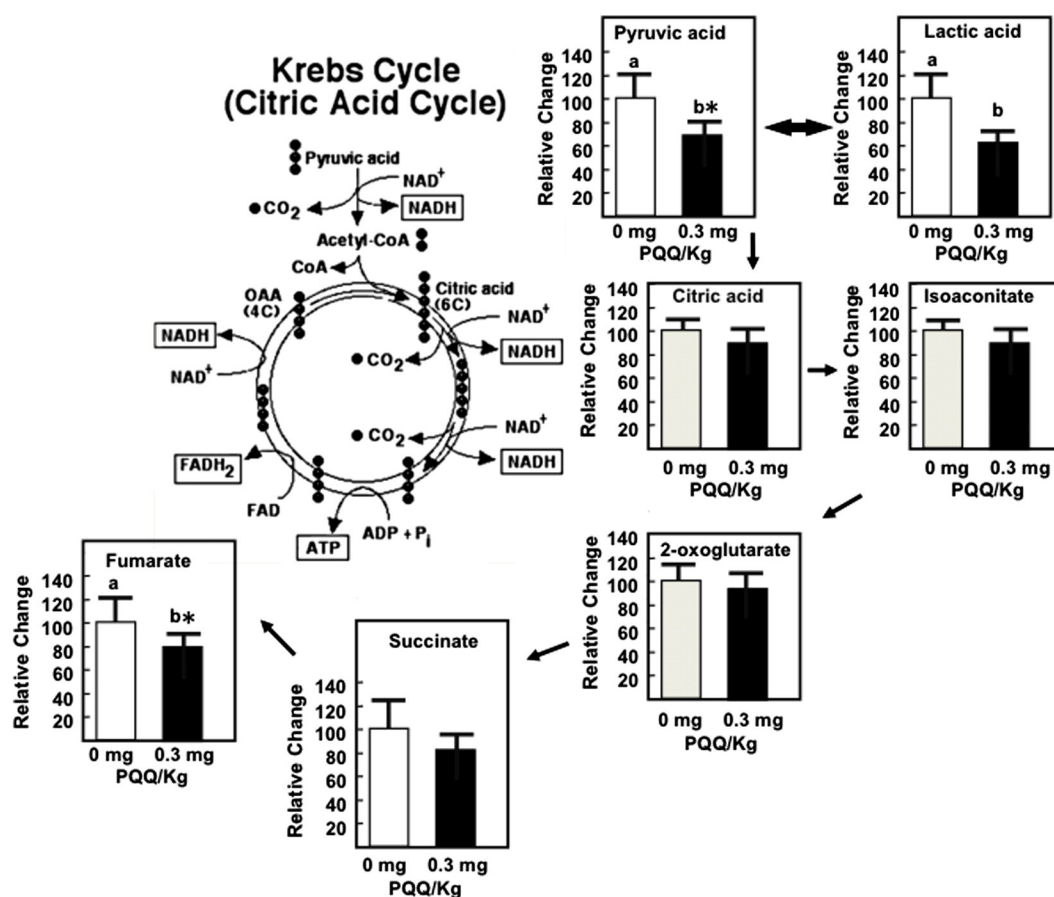 Krebs Cycle
(Citric Acid Cycle)
Pyruvic acid
NAD+
CO2
NADH
Acetyl-CoA
CoA
OAA
(4C)
Citric acid
(6C)
NAD+
NADH
CO2
NAD+
NADH
CO2
ADP + Pi
ATP
FAD
FADH2
NAD+
NADH
Pyruvic acid
Relative Change
140
120
100
80
60
40
20
a
b*
0 mg 0.3 mg
PQQ/Kg
Lactic acid
Relative Change
140
120
100
80
60
40
20
a
b
0 mg 0.3 mg
PQQ/Kg
Citric acid
Relative Change
140
120
100
80
60
40
20
0 mg 0.3 mg
PQQ/Kg
Isoaconitate
Relative Change
140
120
100
80
60
40
20
0 mg 0.3 mg
PQQ/Kg
2-oxoglutarate
Relative Change
140
120
100
80
60
40
20
0 mg 0.3 mg
PQQ/Kg
Succinate
Relative Change
140
120
100
80
60
40
20
0 mg 0.3 mg
PQQ/Kg
Fumarate
Relative Change
140
120
100
80
60
40
20
a
b*
0 mg 0.3 mg
PQQ/Kg